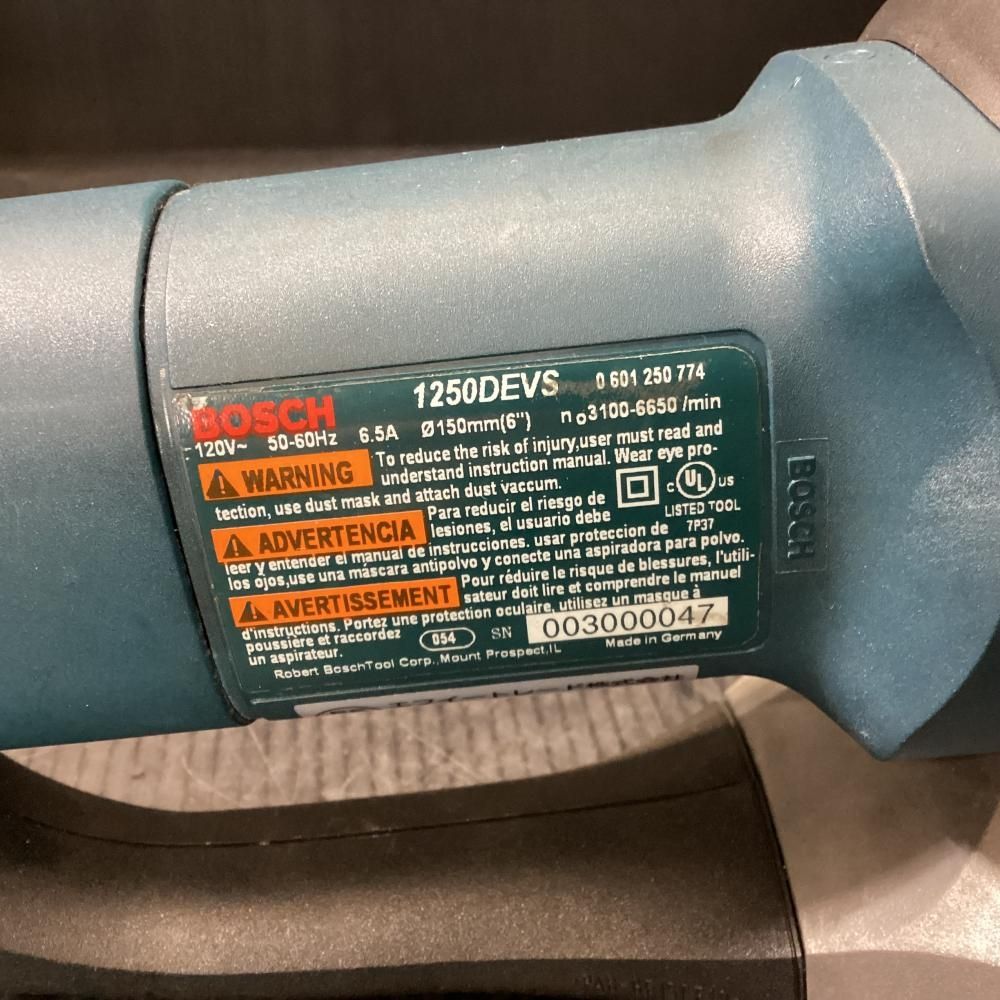 BOSCH 1250DEVS 0 601 250 774
120V~ 50-60Hz 6.5A Ø150mm(6") n o 3100-6650 /min
WARNING To reduce the risk of injury,user must read and
understand instruction manual. Wear eye pro-
tection, use dust mask and attach dust vaccum.
ADVERTENCIA Para reducir el riesgo de
lesiones, el usuario debe
leer y entender el manual de instrucciones. usar proteccion de
los ojos,use una máscara antipolvo y conecte una aspiradora para polvo.
c UL US
LISTED TOOL
7P37
AVERTISSEMENT Pour réduire le risque de blessures, l'utili-
sateur doit lire et comprendre le manuel
d'instructions. Portez une protection oculaire, utilisez un masque à
poussière et raccordez
un aspirateur.
054 SN 003000047
Robert BoschTool Corp.,Mount Prospect,IL Made in Germany
BOSCH